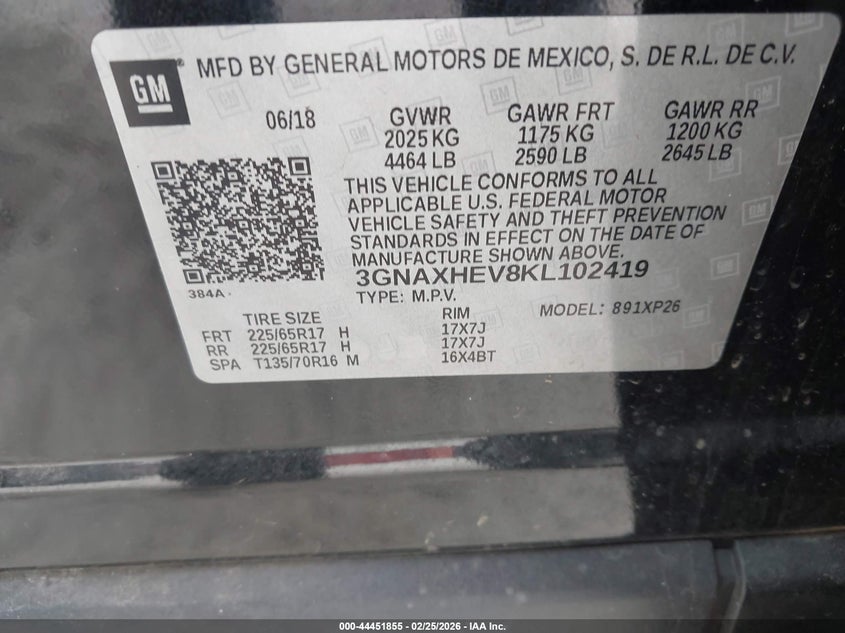 GM
MFD BY GENERAL MOTORS DE MEXICO, S. DE R.L. DE C.V.
06/18 GVWR GAWR FRT GAWR RR
2025 KG 1175 KG 1200 KG
4464 LB 2590 LB 2645 LB
THIS VEHICLE CONFORMS TO ALL
APPLICABLE U.S. FEDERAL MOTOR
VEHICLE SAFETY AND THEFT PREVENTION
STANDARDS IN EFFECT ON THE DATE OF
MANUFACTURE SHOWN ABOVE.
3GNAXHEV8KL102419
384A
TYPE: M.P.V. MODEL: 891XP26
TIRE SIZE RIM
FRT 225/65R17 H 17X7J
RR 225/65R17 H 17X7J
SPA T135/70R16 M 16X4BT
000-44451855 - 02/25/2026 - IAA Inc.